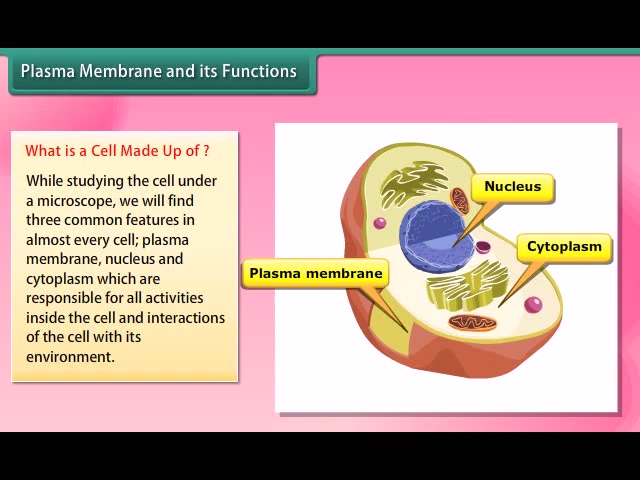 Plasma Membrane and its Functions
What is a Cell Made Up of ?
While studying the cell under
a microscope, we will find
three common features in
almost every cell; plasma
membrane, nucleus and
cytoplasm which are
responsible for all activities
inside the cell and interactions
of the cell with its
environment.
Nucleus
Cytoplasm
Plasma membrane